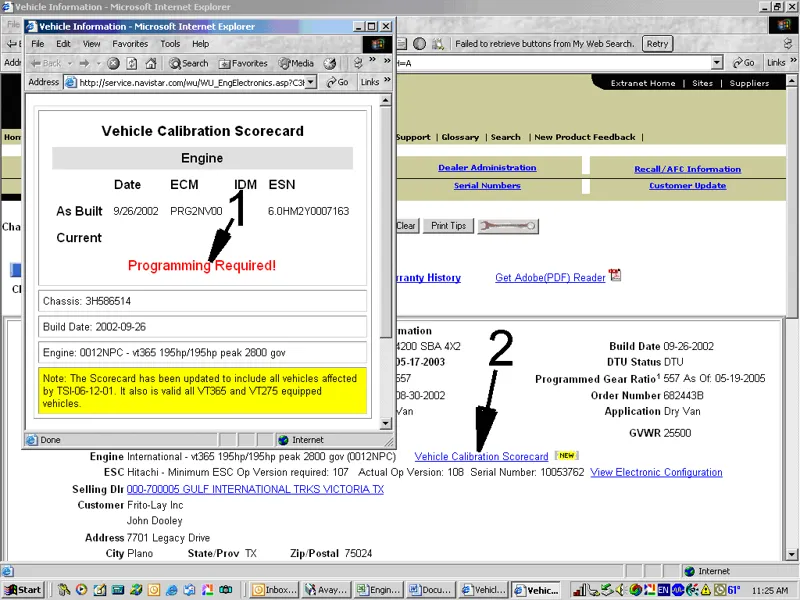 Vehicle Information - Microsoft Internet Explorer
Vehicle Information - Microsoft Internet Explorer
File Edit View Favorites Tools Help
Back Search Favorites Media
Address http://service.navistar.com/wu/WU_EngElectronics.asp?C3H Go Links
Failed to retrieve buttons from My Web Search. Retry
=A Go Links
Extranet Home | Sites | Suppliers
Support | Glossary | Search | New Product Feedback |
Dealer Administration Recall/AFC Information
Serial Numbers Customer Update
Clear Print Tips
rranty History Get Adobe(PDF) Reader
Vehicle Calibration Scorecard
Engine
Date ECM IDM ESN
As Built 9/26/2002 PRG2NV00 6.0HM2Y0007163
1
Current
Programming Required!
Chassis: 3H586514
Build Date: 2002-09-26
Engine: 0012NPC - vt365 195hp/195hp peak 2800 gov
Note: The Scorecard has been updated to include all vehicles affected
by TSI-06-12-01. It also is valid all VT365 and VT275 equipped
vehicles.
Done Internet
rmation
4200 SBA 4X2 Build Date 09-26-2002
05-17-2003 DTU Status DTU
557 Programmed Gear Ratio1 557 As Of: 05-19-2005
08-30-2002 Order Number 682443B
Van Application Dry Van
GVWR 25500
2
Engine International - vt365 195hp/195hp peak 2800 gov (0012NPC) Vehicle Calibration Scorecard NEW
ESC Hitachi - Minimum ESC Op Version required: 107 Actual Op Version: 108 Serial Number: 10053762 View Electronic Configuration
Selling Dlr 000-700005 GULF INTERNATIONAL TRKS VICTORIA TX
Customer Frito-Lay Inc
John Dooley
Address 7701 Legacy Drive
City Plano State/Prov TX Zip/Postal 75024
Internet
Start Inbox... Avay... Engin... Docu... Vehicl... Vehic... EN 61° 11:25 AM